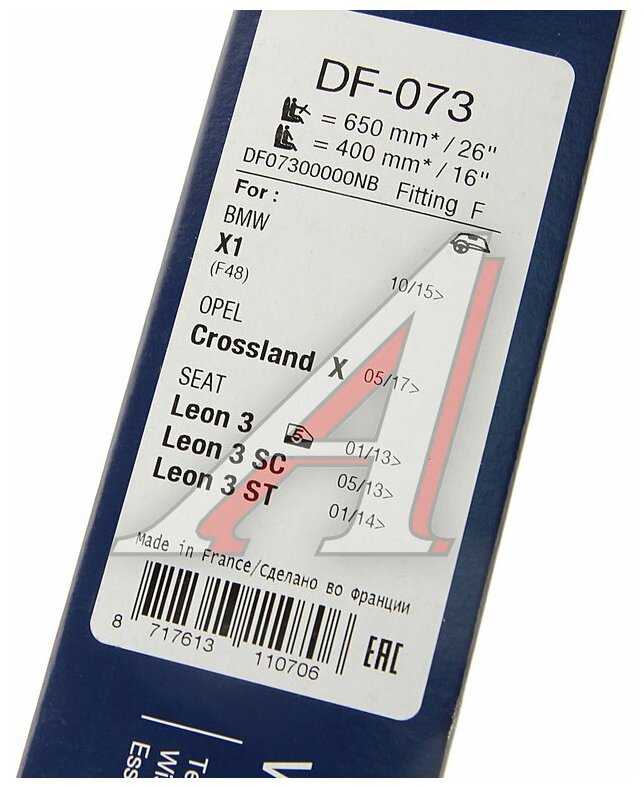 DF-073
= 650 mm* / 26"
= 400 mm* / 16"
DF07300000NB Fitting F
For :
BMW
X1
(F48) 10/15>
OPEL
Crossland X 05/17>
SEAT
Leon 3 5 01/13>
Leon 3 SC 05/13>
Leon 3 ST 01/14>
Made in France/Сделано во Франции
8 717613 110706
EAC